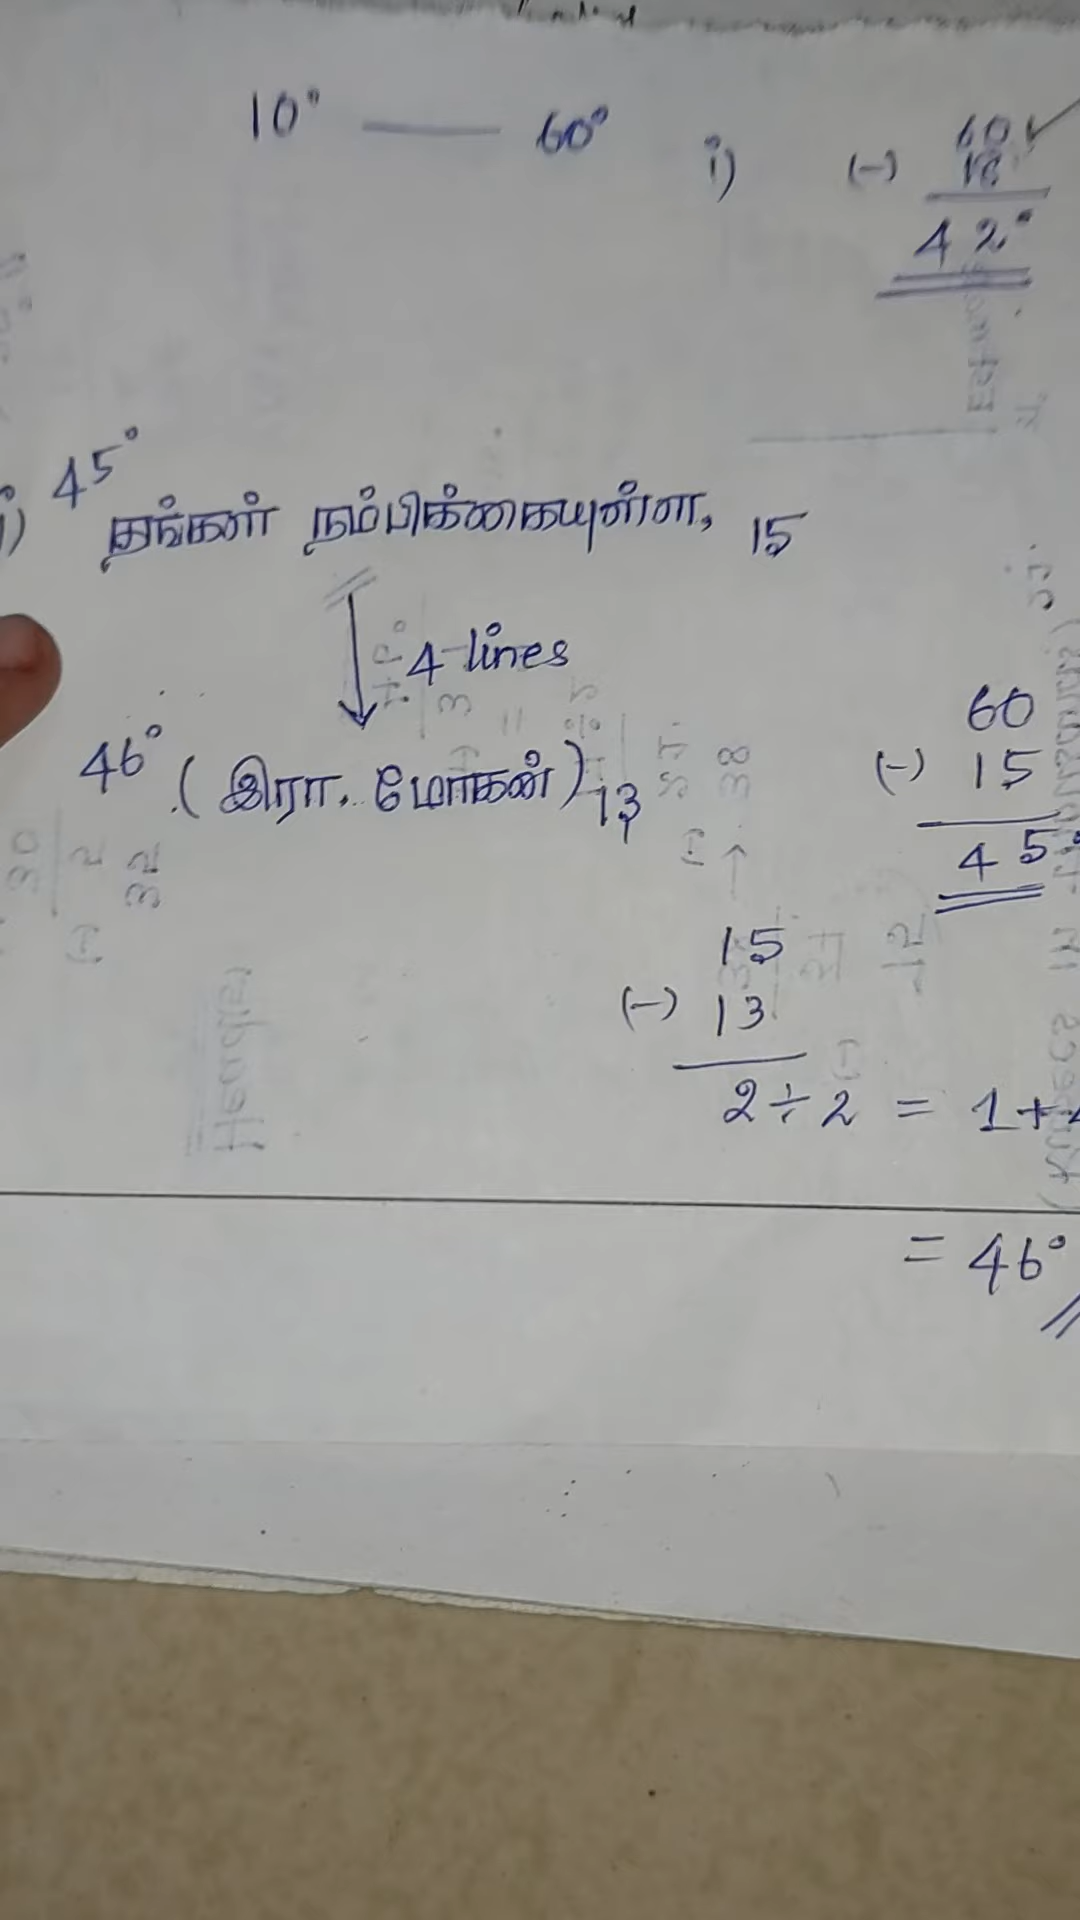 10° — 60°
i) (-) 60 ✓
18
42°
45°
தங்கள் நம்பிக்கையுள்ள, 15
↓ 4 lines
46° (இரா. மோகன்) 13
60
(-) 15
45°
15
(-) 13
2 ÷ 2 = 1 +
= 46°